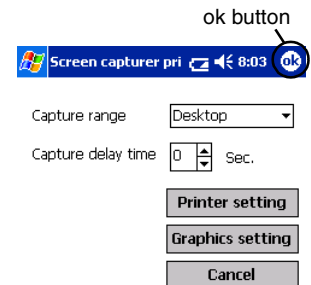 ok button
Screen capturer pri 8:03 ok
Capture range Desktop
Capture delay time 0 Sec.
Printer setting
Graphics setting
Cancel